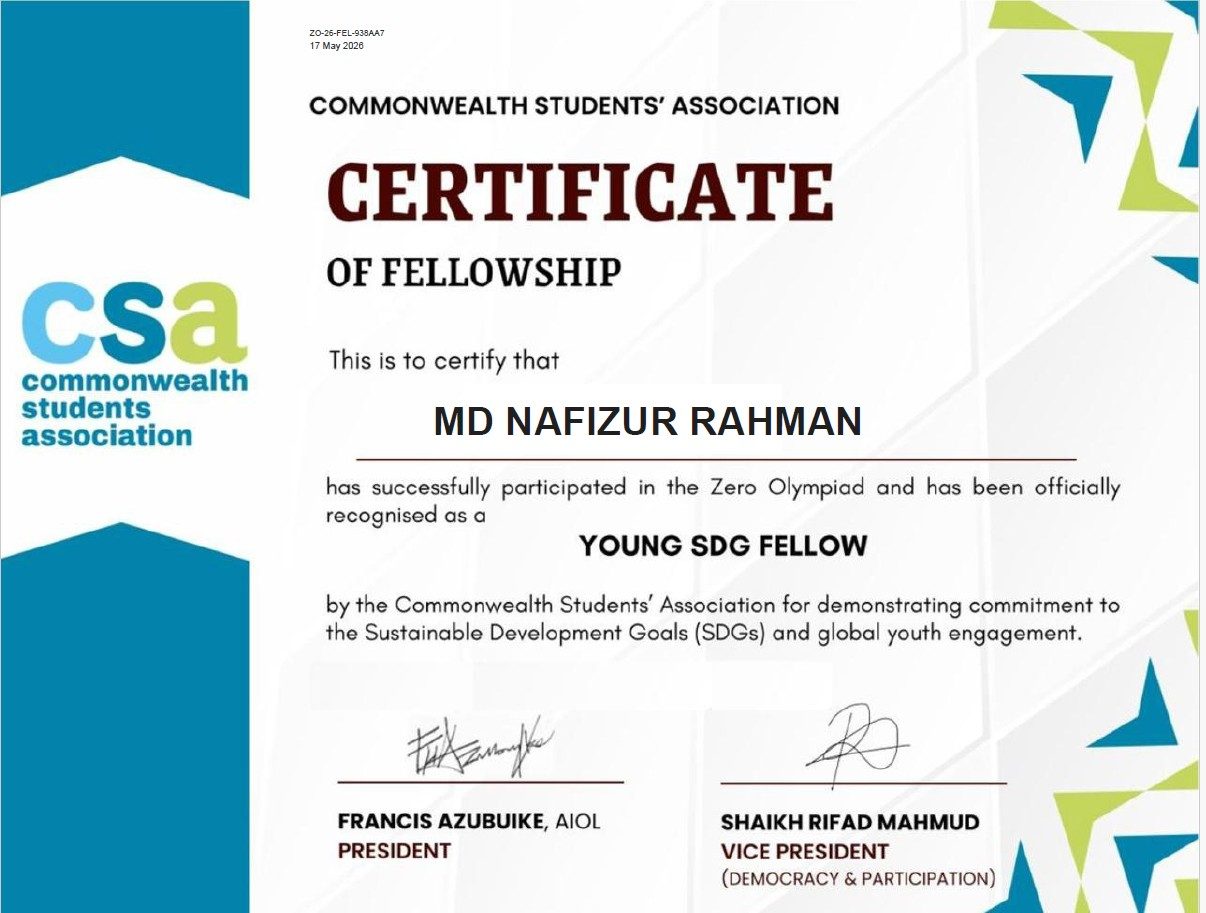 ZO-26-FEL-938AA7
17 May 2026
COMMONWEALTH STUDENTS' ASSOCIATION
CERTIFICATE
OF FELLOWSHIP
csa
commonwealth
students
association
This is to certify that
MD NAFIZUR RAHMAN
has successfully participated in the Zero Olympiad and has been officially
recognised as a
YOUNG SDG FELLOW
by the Commonwealth Students' Association for demonstrating commitment to
the Sustainable Development Goals (SDGs) and global youth engagement.
FRANCIS AZUBUIKE, AIOL
PRESIDENT
SHAIKH RIFAD MAHMUD
VICE PRESIDENT
(DEMOCRACY & PARTICIPATION)